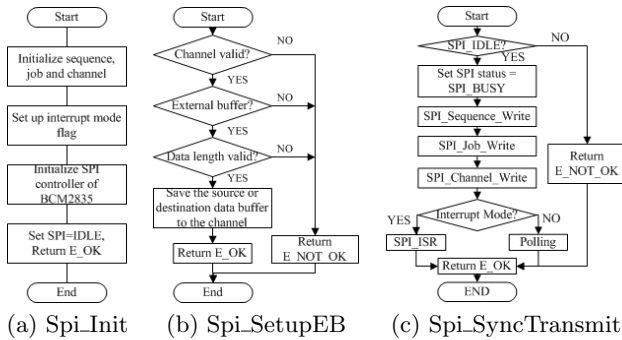 Start
Initialize sequence,
job and channel
Set up interrupt mode
flag
Initialize SPI
controller of
BCM2835
Set SPI=IDLE,
Return E_OK
End
(a) Spi_Init
Start
Channel valid?
NO
YES
External buffer?
NO
YES
Data length valid?
NO
YES
Save the source or
destination data buffer
to the channel
Return E_OK
Return
E_NOT_OK
End
(b) Spi_SetupEB
Start
SPI_IDLE?
NO
YES
Set SPI status =
SPI_BUSY
SPI_Sequence_Write
SPI_Job_Write
SPI_Channel_Write
Return
E_NOT_OK
Interrupt Mode?
YES
NO
SPI_ISR
Polling
Return E_OK
END
(c) Spi_SyncTransmit